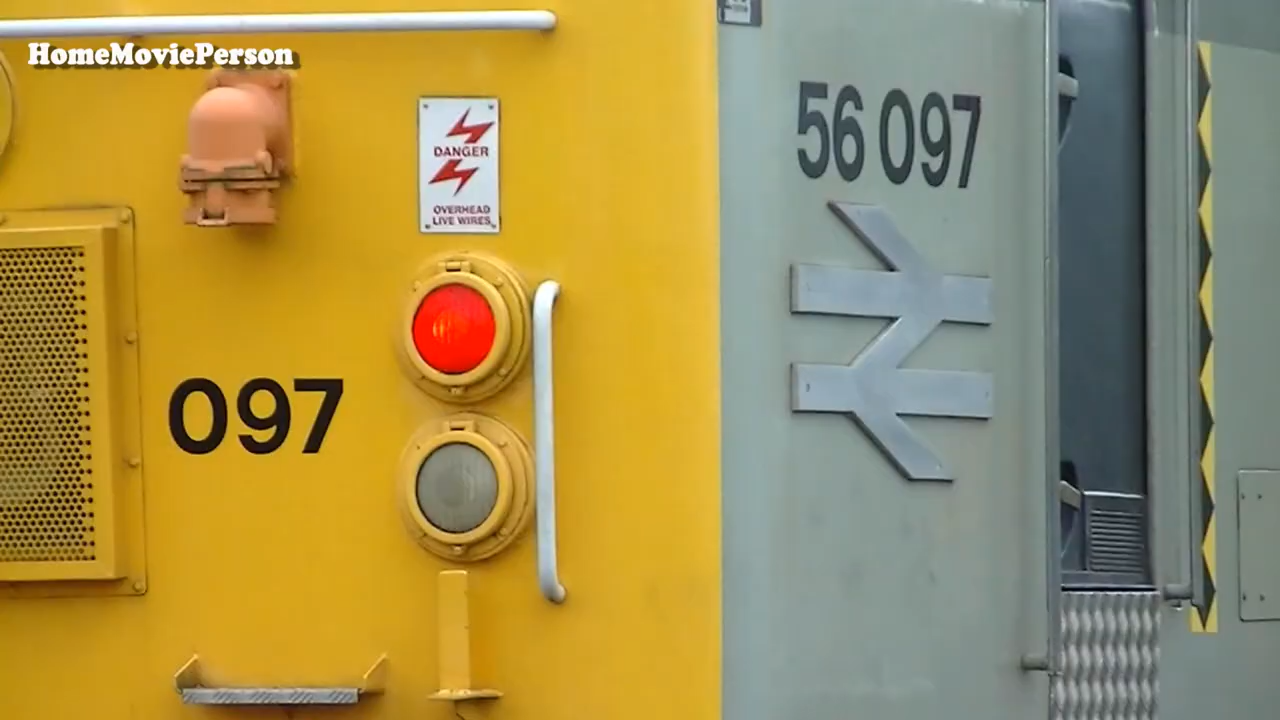 HomeMoviePerson
DANGER
OVERHEAD
LIVE WIRES
56 097
097